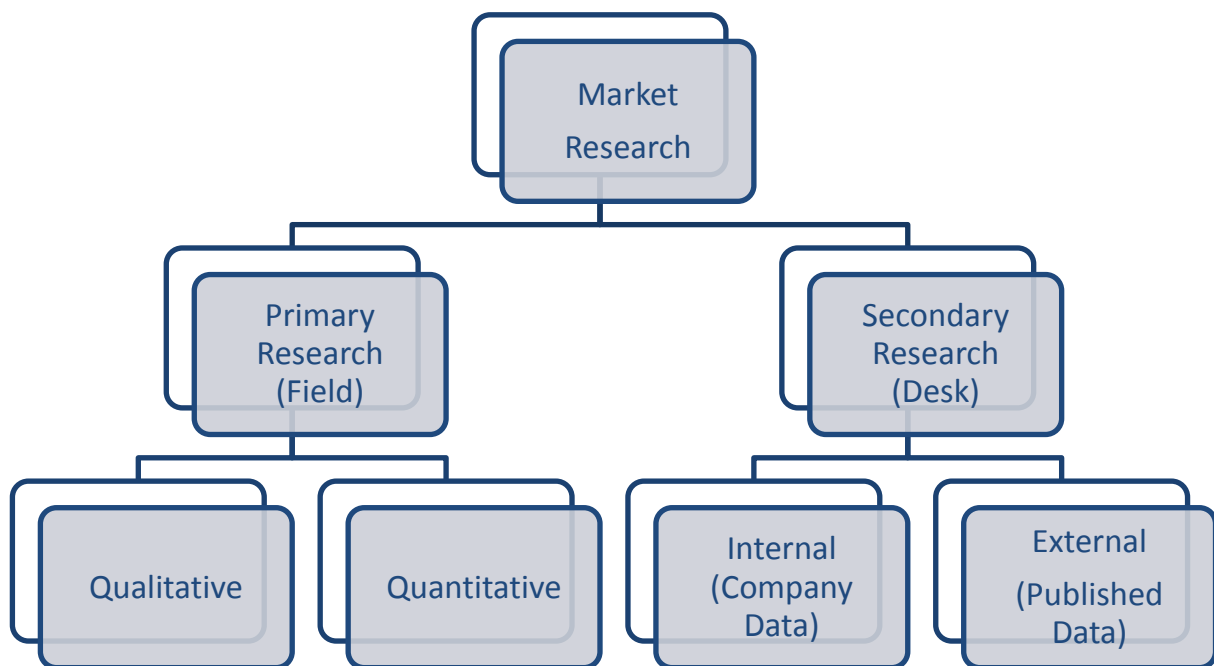 Market
Research
Primary
Research
(Field)
Secondary
Research
(Desk)
Qualitative
Quantitative
Internal
(Company
Data)
External
(Published
Data)